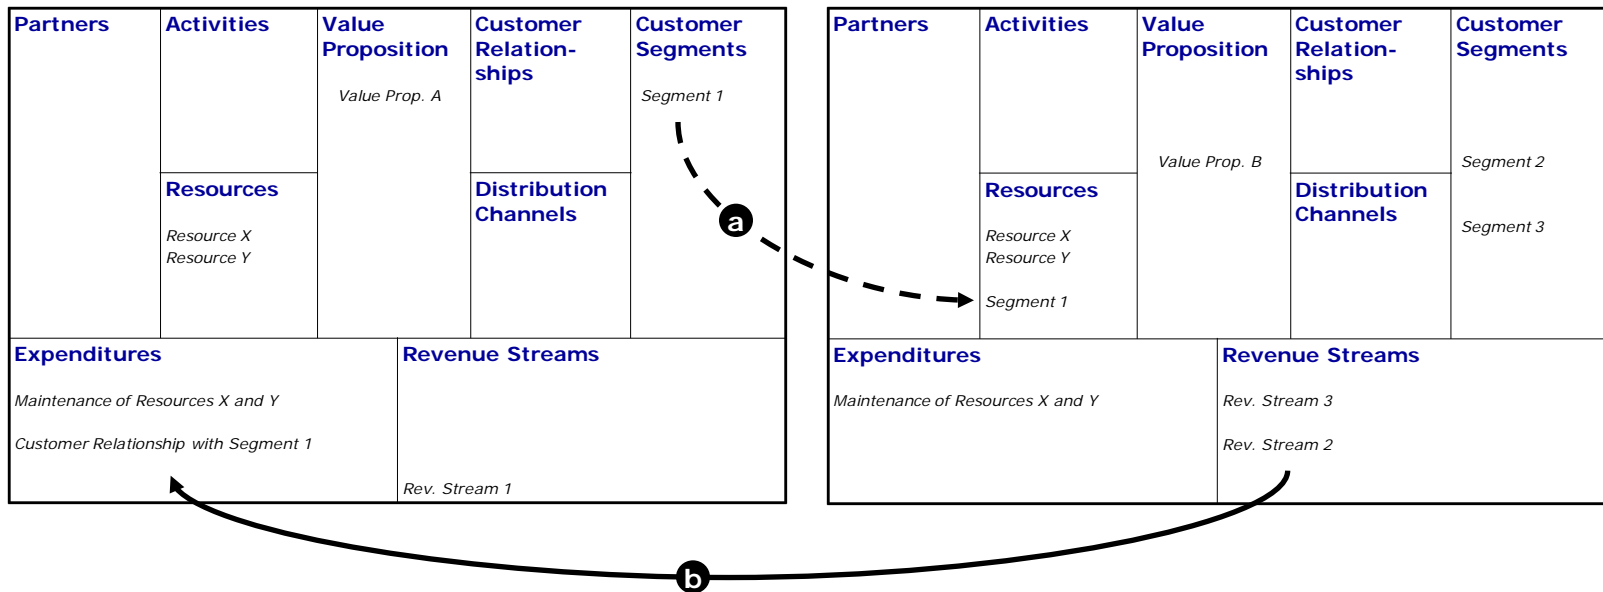 Partners
Activities
Value
Proposition
Value Prop. A
Customer
Relation-
ships
Customer
Segments
Segment 1
Resources
Resource X
Resource Y
Distribution
Channels
Expenditures
Maintenance of Resources X and Y
Customer Relationship with Segment 1
Revenue Streams
Rev. Stream 1
a
b
Partners
Activities
Value
Proposition
Value Prop. B
Customer
Relation-
ships
Customer
Segments
Segment 2
Segment 3
Resources
Resource X
Resource Y
Segment 1
Distribution
Channels
Expenditures
Maintenance of Resources X and Y
Revenue Streams
Rev. Stream 3
Rev. Stream 2